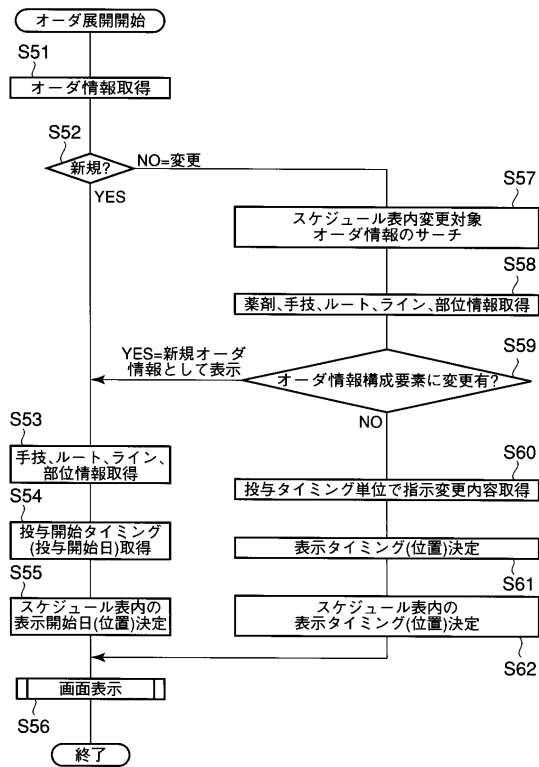 オーダ展開開始
S51
オーダ情報取得
S52
新規?
NO=変更
YES
S57
スケジュール表内変更対象
オーダ情報のサーチ
S58
薬剤、手技、ルート、ライン、部位情報取得
S59
YES=新規オーダ
情報として表示
オーダ情報構成要素に変更有?
NO
S53
手技、ルート、ライン、
部位情報取得
S60
投与タイミング単位で指示変更内容取得
S54
投与開始タイミング
(投与開始日)取得
表示タイミング(位置)決定
S61
S55
スケジュール表内の
表示開始日(位置)決定
スケジュール表内の
表示タイミング(位置)決定
S62
画面表示
S56
終了